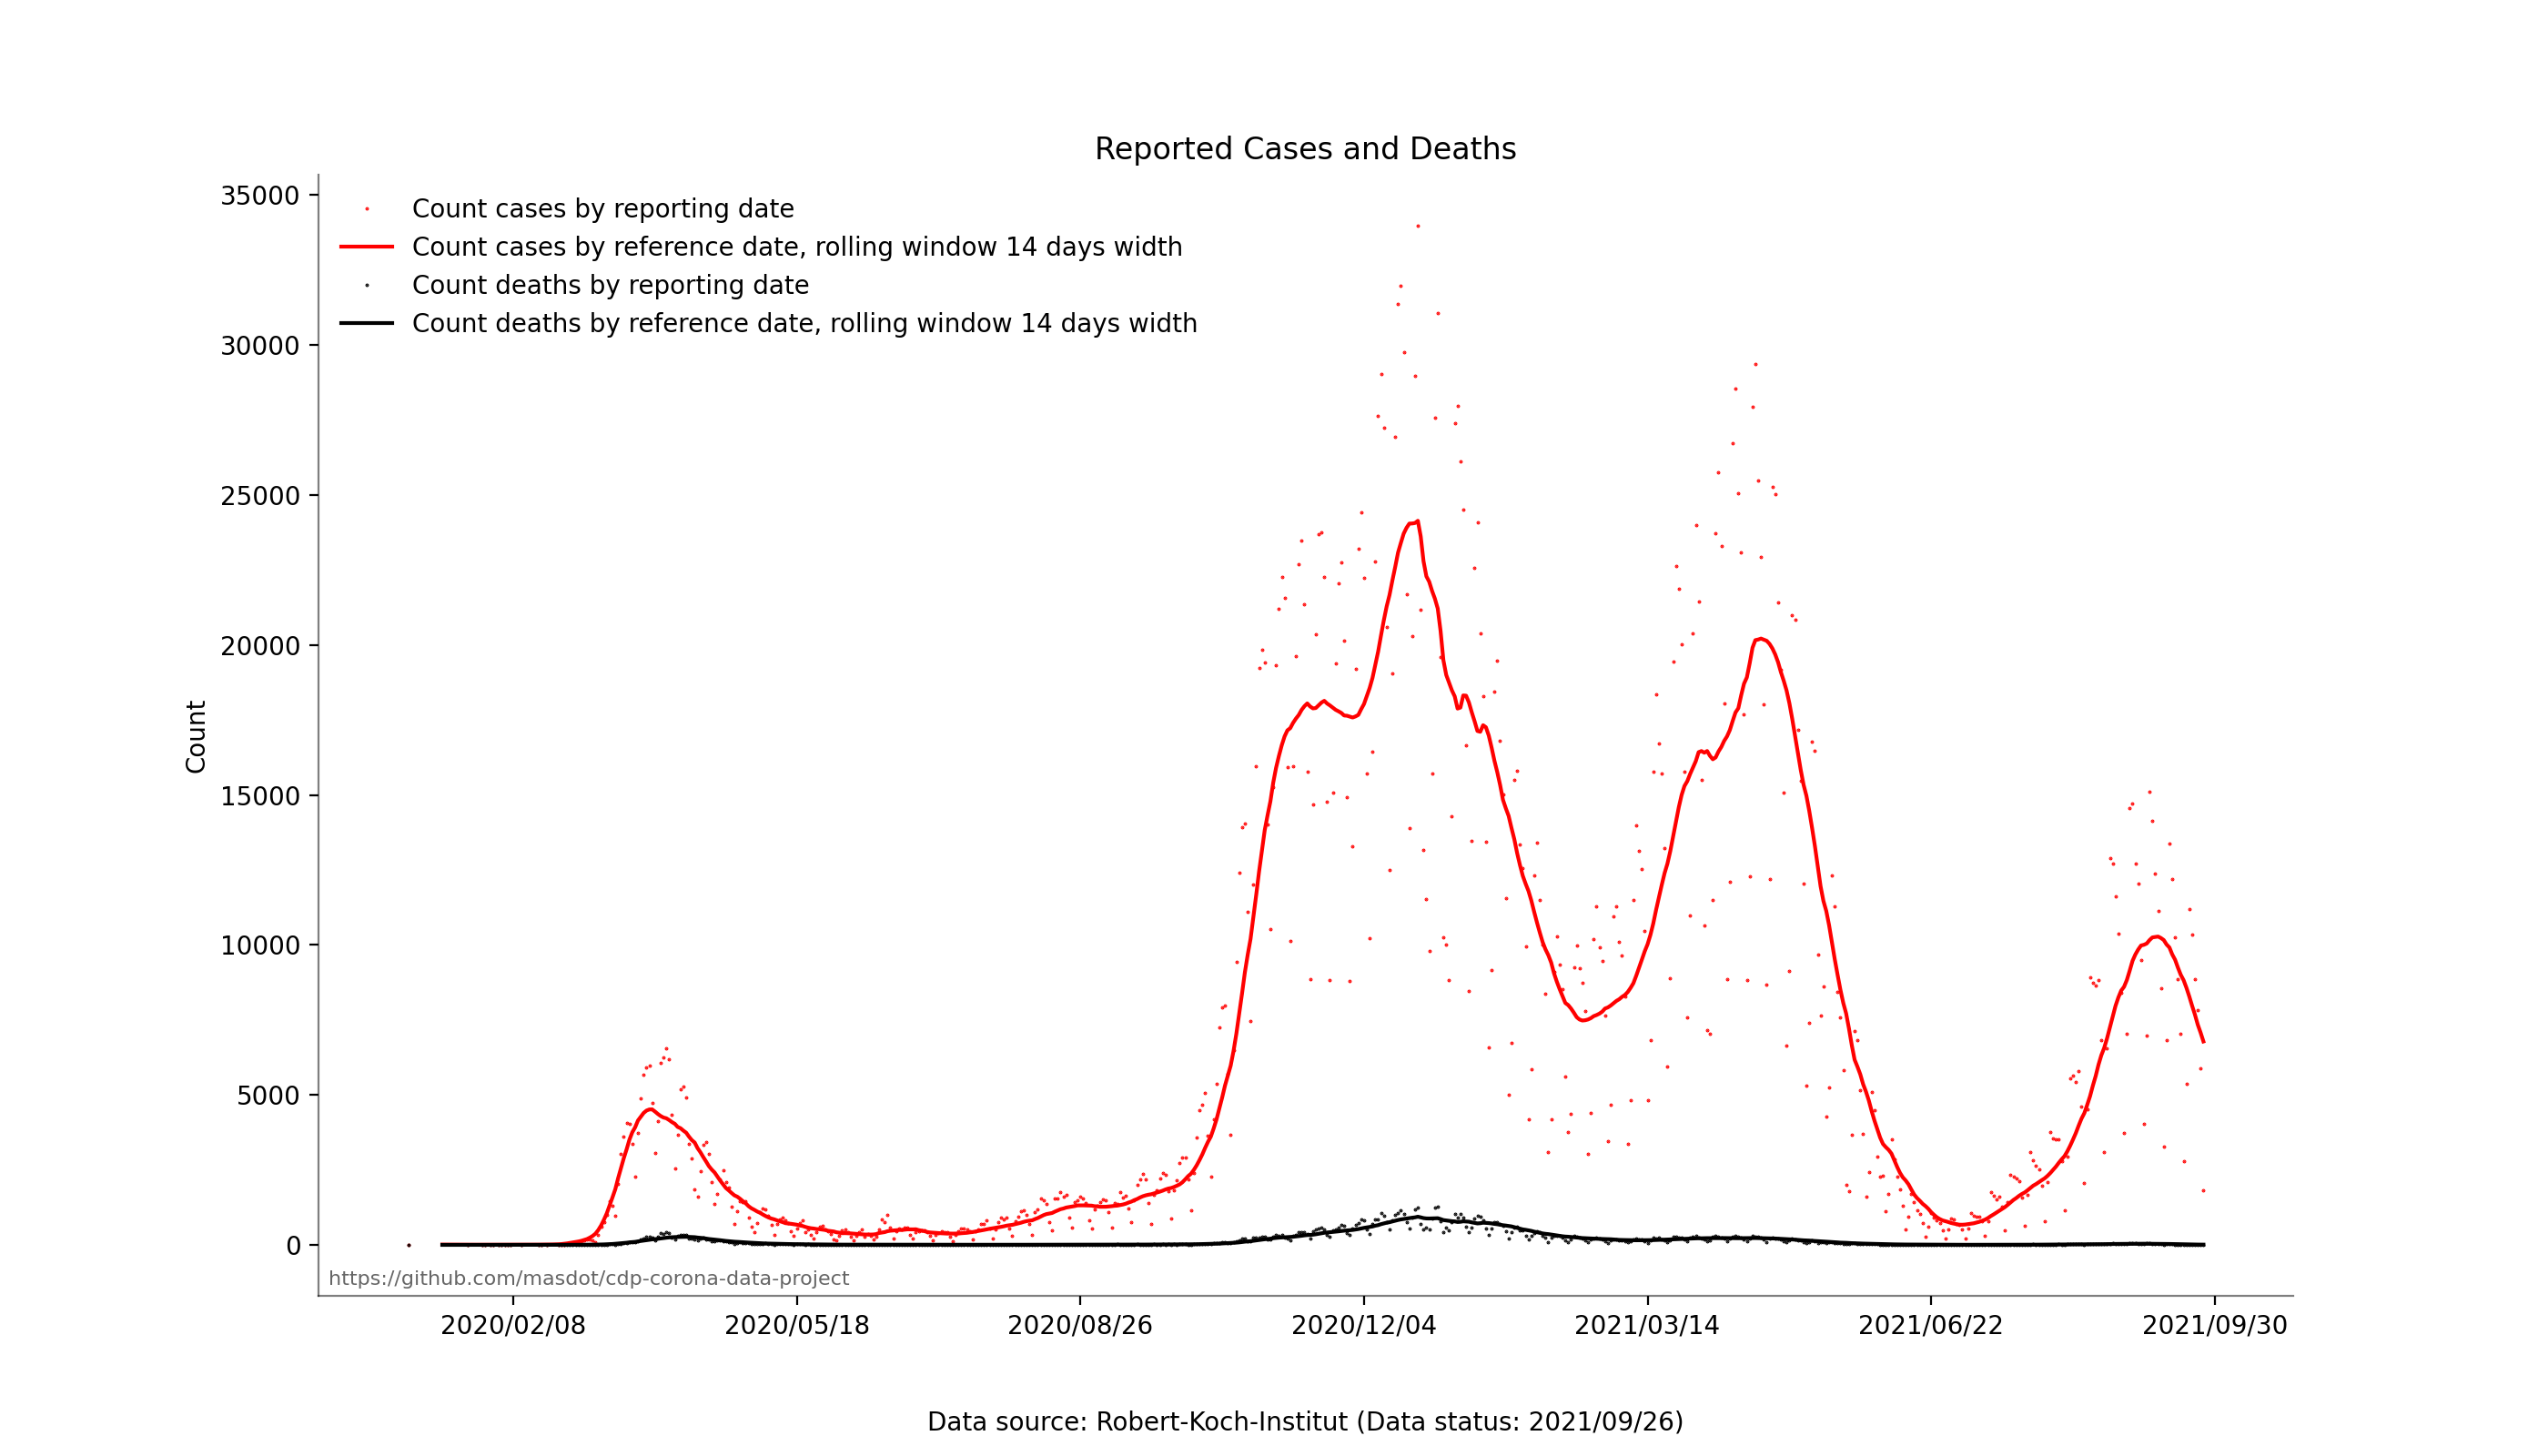 Reported Cases and Deaths
Count cases by reporting date
Count cases by reference date, rolling window 14 days width
Count deaths by reporting date
Count deaths by reference date, rolling window 14 days width
35000
30000
25000
20000
15000
10000
5000
0
Count
https://github.com/masdot/cdp-corona-data-project
2020/02/08 2020/05/18 2020/08/26 2020/12/04 2021/03/14 2021/06/22 2021/09/30
Data source: Robert-Koch-Institut (Data status: 2021/09/26)